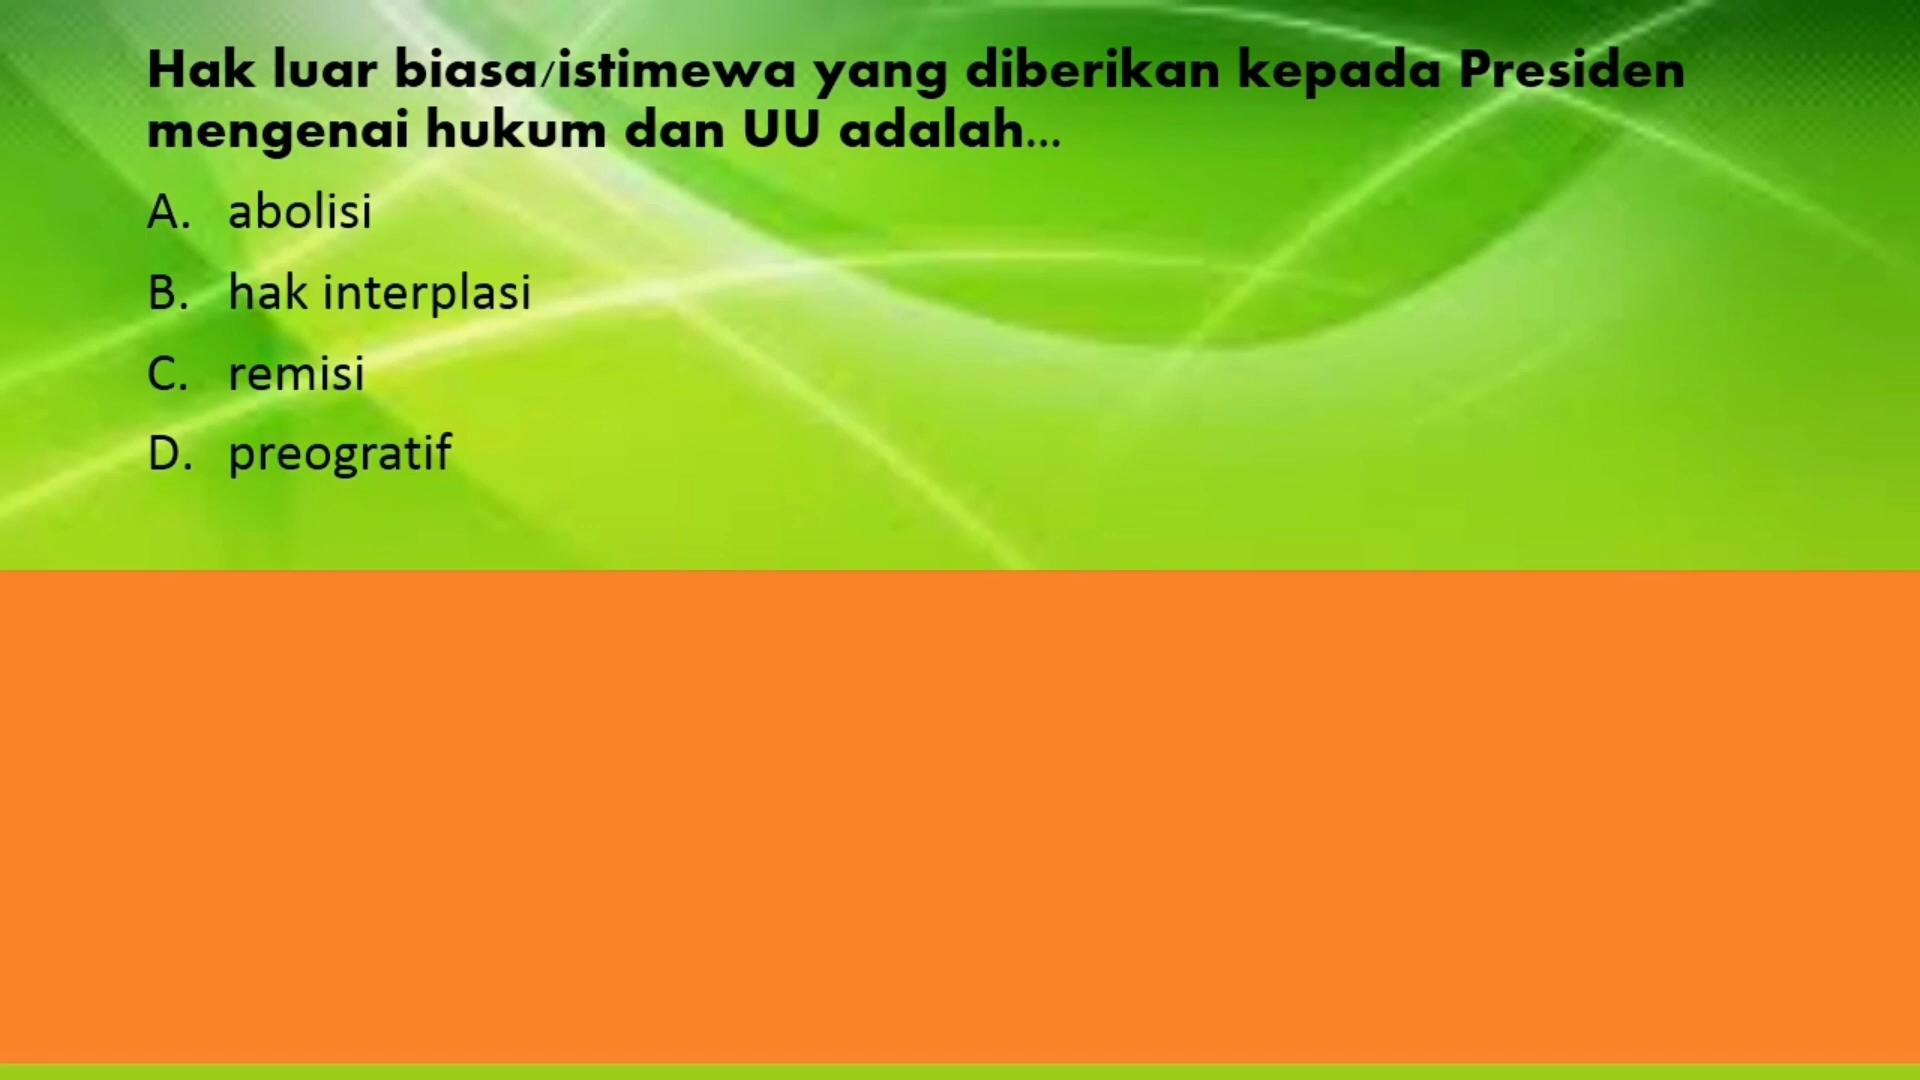 Hak luar biasa/istimewa yang diberikan kepada Presiden
mengenai hukum dan UU adalah...
A. abolisi
B. hak interplasi
C. remisi
D. preogratif